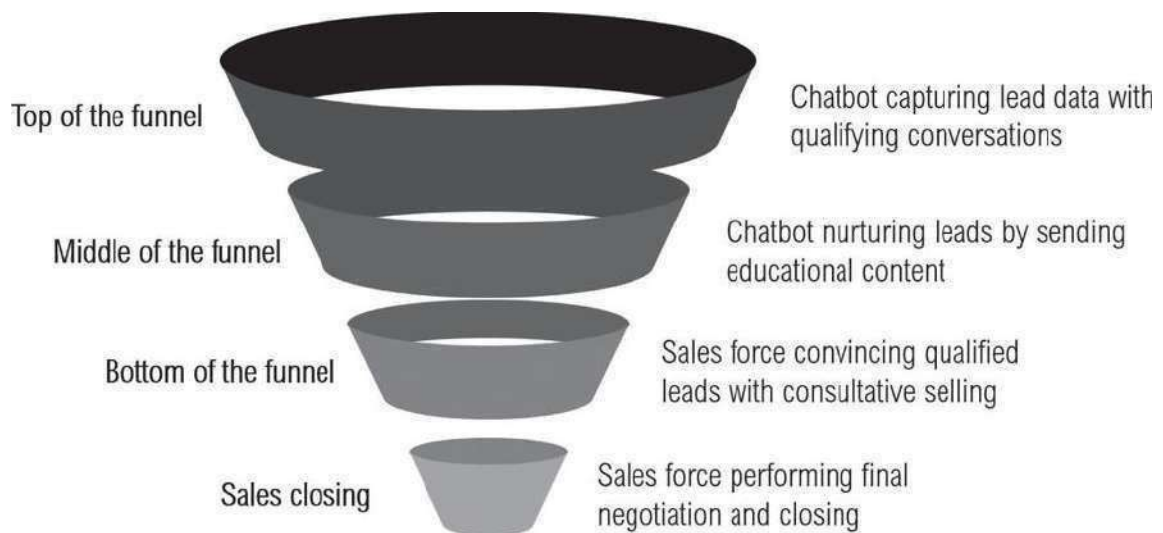 Top of the funnel
Chatbot capturing lead data with
qualifying conversations
Middle of the funnel
Chatbot nurturing leads by sending
educational content
Bottom of the funnel
Sales force convincing qualified
leads with consultative selling
Sales closing
Sales force performing final
negotiation and closing